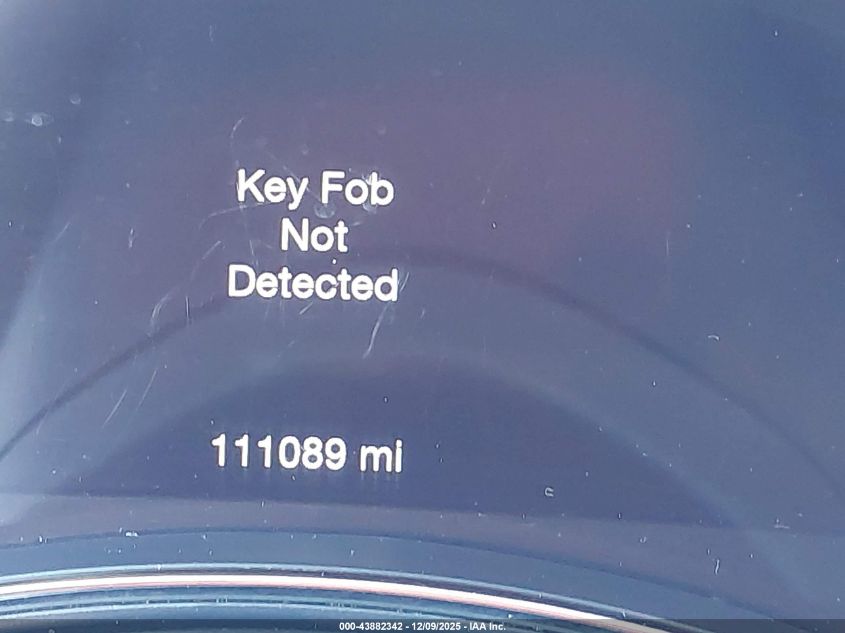 Key Fob
Not
Detected
111089 mi
000-43882342 - 12/09/2025 - IAA Inc.